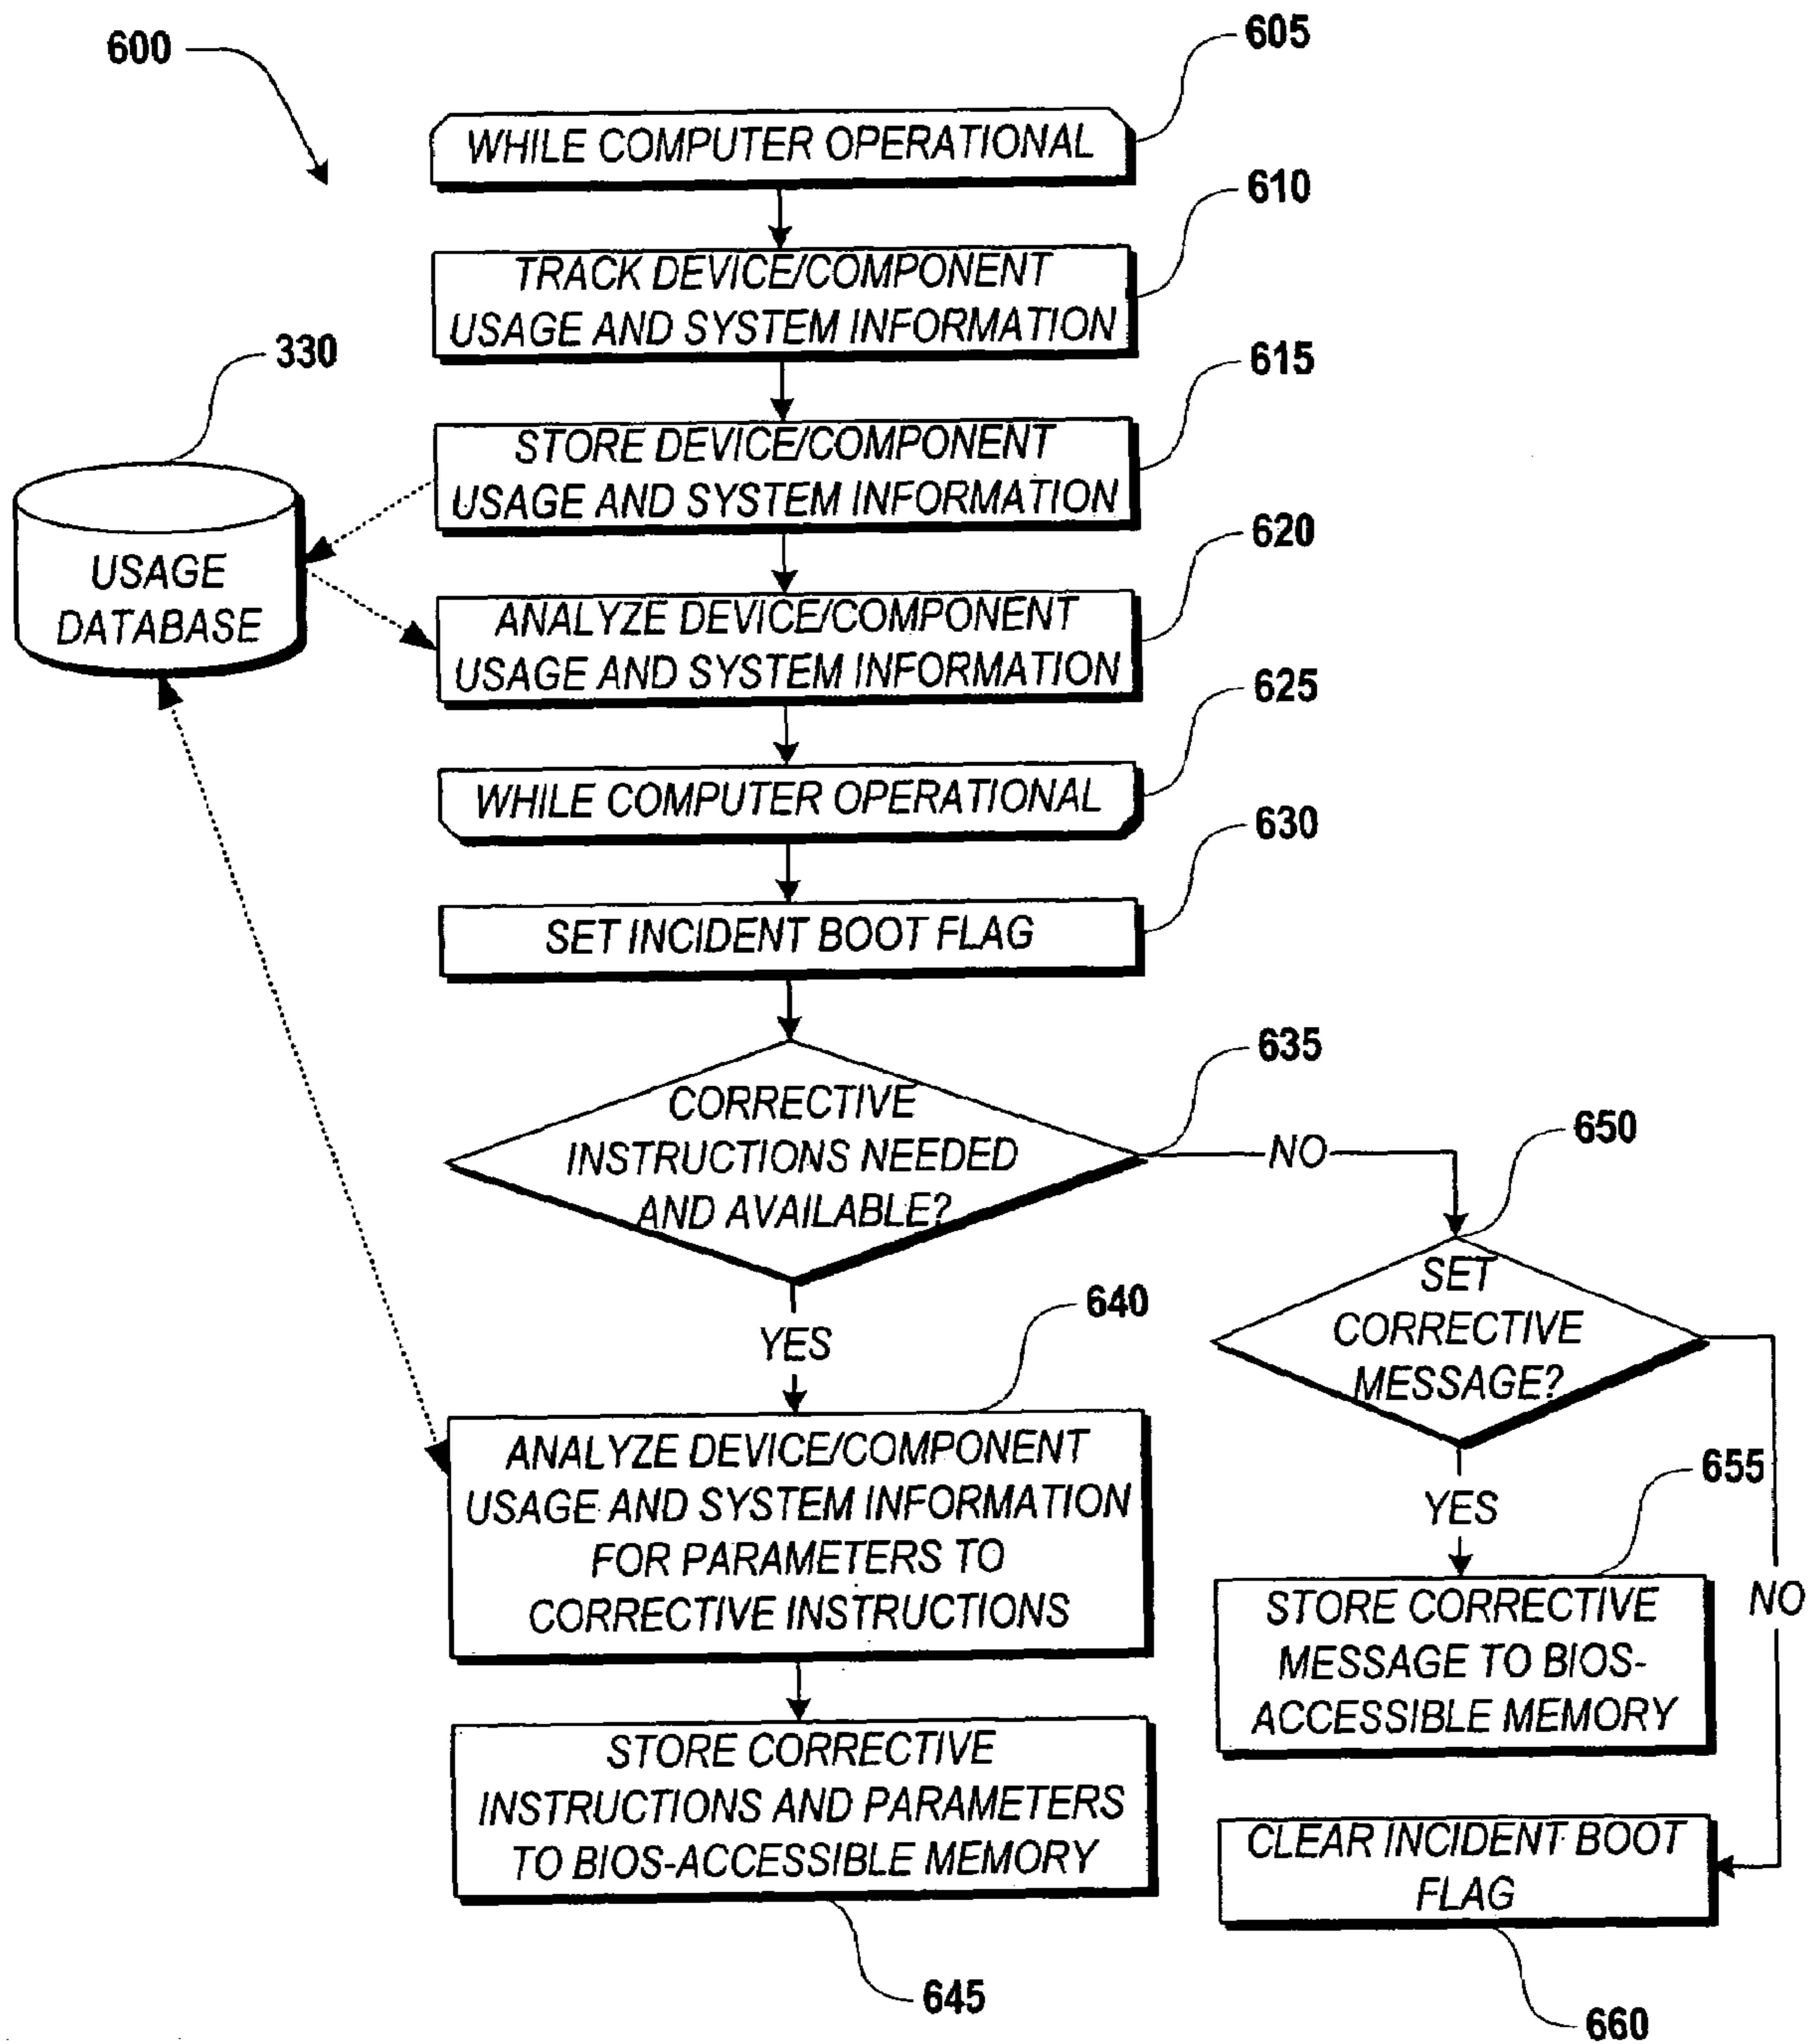 600
605
WHILE COMPUTER OPERATIONAL
610
TRACK DEVICE/COMPONENT
USAGE AND SYSTEM INFORMATION
330
615
STORE DEVICE/COMPONENT
USAGE AND SYSTEM INFORMATION
USAGE
DATABASE
620
ANALYZE DEVICE/COMPONENT
USAGE AND SYSTEM INFORMATION
625
WHILE COMPUTER OPERATIONAL
630
SET INCIDENT BOOT FLAG
635
CORRECTIVE
INSTRUCTIONS NEEDED
AND AVAILABLE?
NO
650
SET
CORRECTIVE
MESSAGE?
YES
640
ANALYZE DEVICE/COMPONENT
USAGE AND SYSTEM INFORMATION
FOR PARAMETERS TO
CORRECTIVE INSTRUCTIONS
YES
655
NO
STORE CORRECTIVE
MESSAGE TO BIOS-
ACCESSIBLE MEMORY
STORE CORRECTIVE
INSTRUCTIONS AND PARAMETERS
TO BIOS-ACCESSIBLE MEMORY
645
CLEAR INCIDENT BOOT
FLAG
660